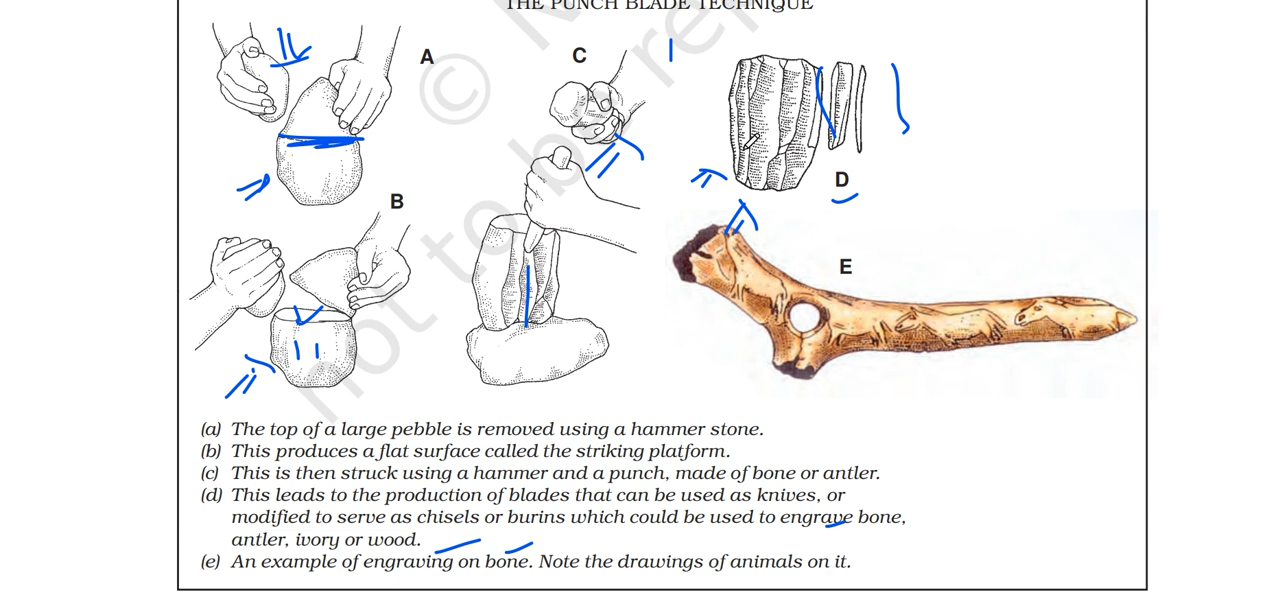 THE PUNCH BLADE TECHNIQUE
A
C
D
B
E
(a) The top of a large pebble is removed using a hammer stone.
(b) This produces a flat surface called the striking platform.
(c) This is then struck using a hammer and a punch, made of bone or antler.
(d) This leads to the production of blades that can be used as knives, or
modified to serve as chisels or burins which could be used to engrave bone,
antler, ivory or wood.
(e) An example of engraving on bone. Note the drawings of animals on it.
© 
not to be re